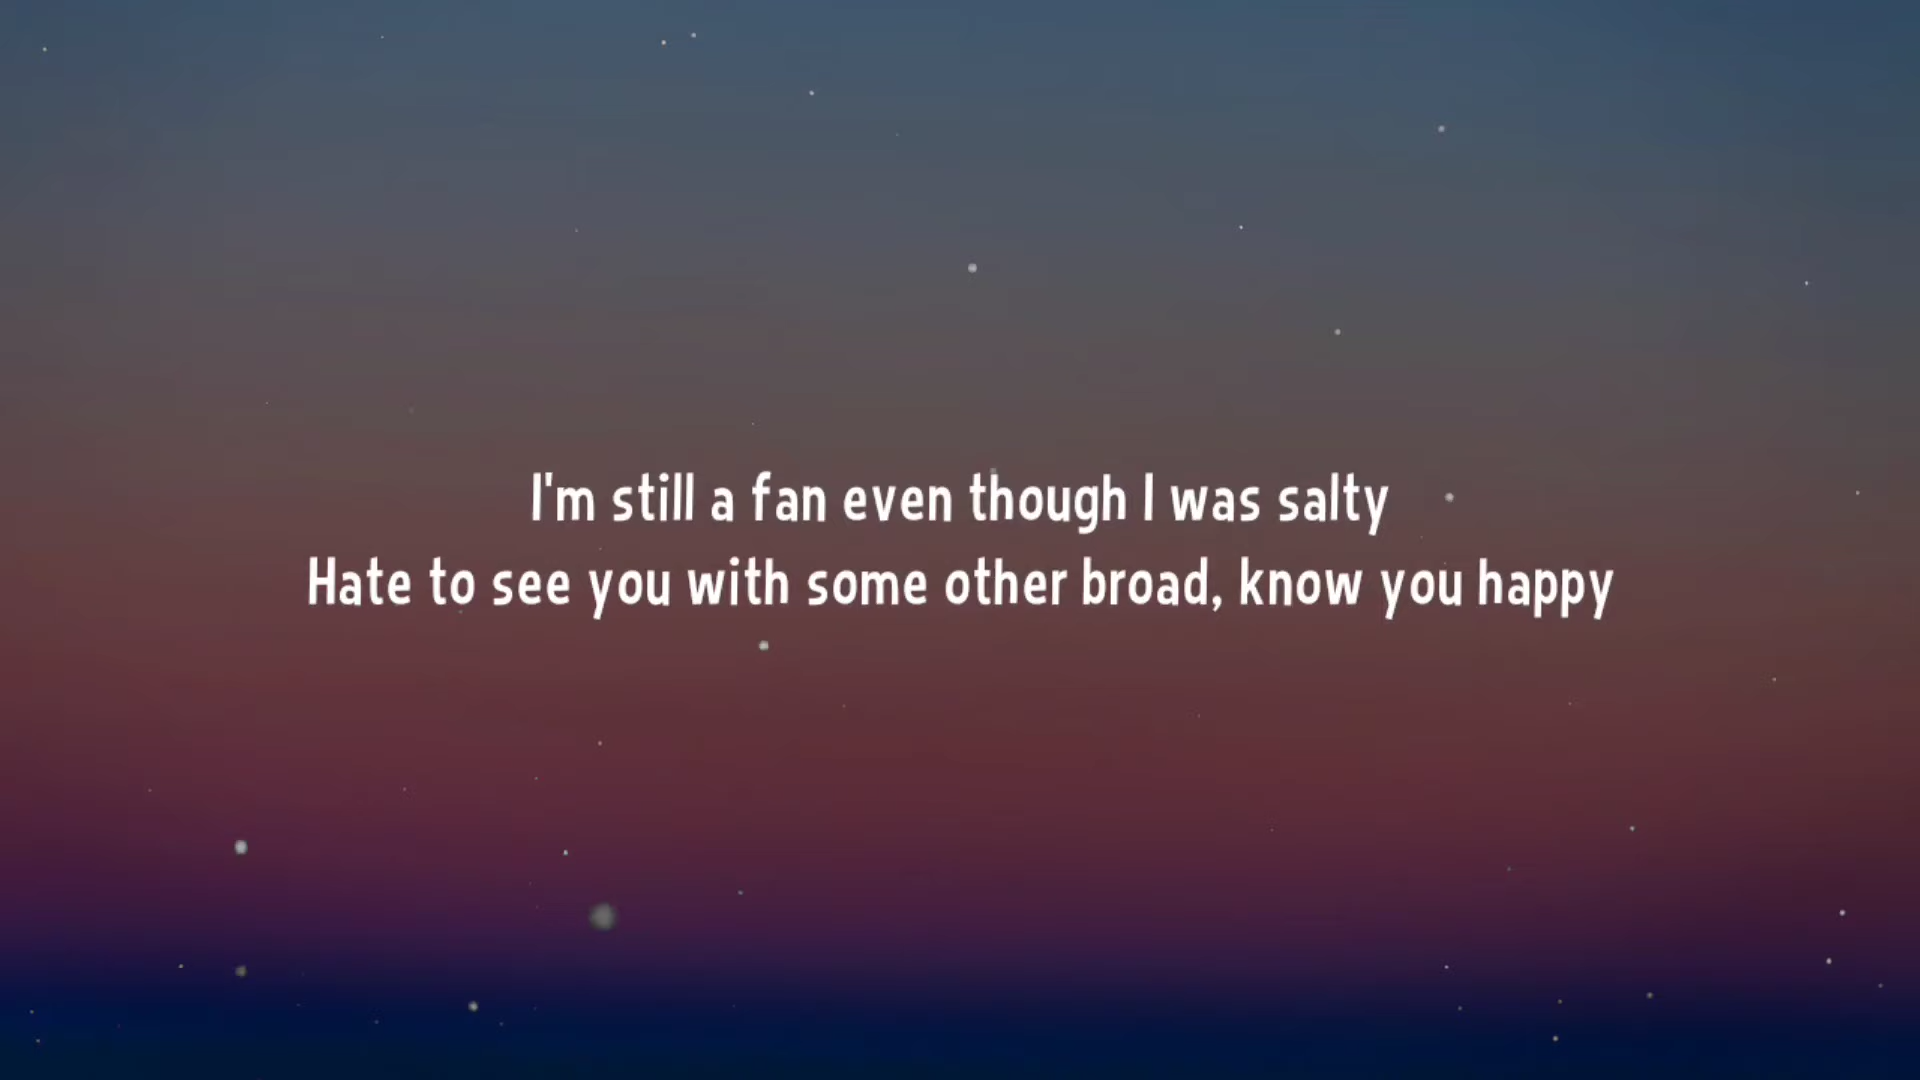 I'm still a fan even though I was salty
Hate to see you with some other broad, know you happy